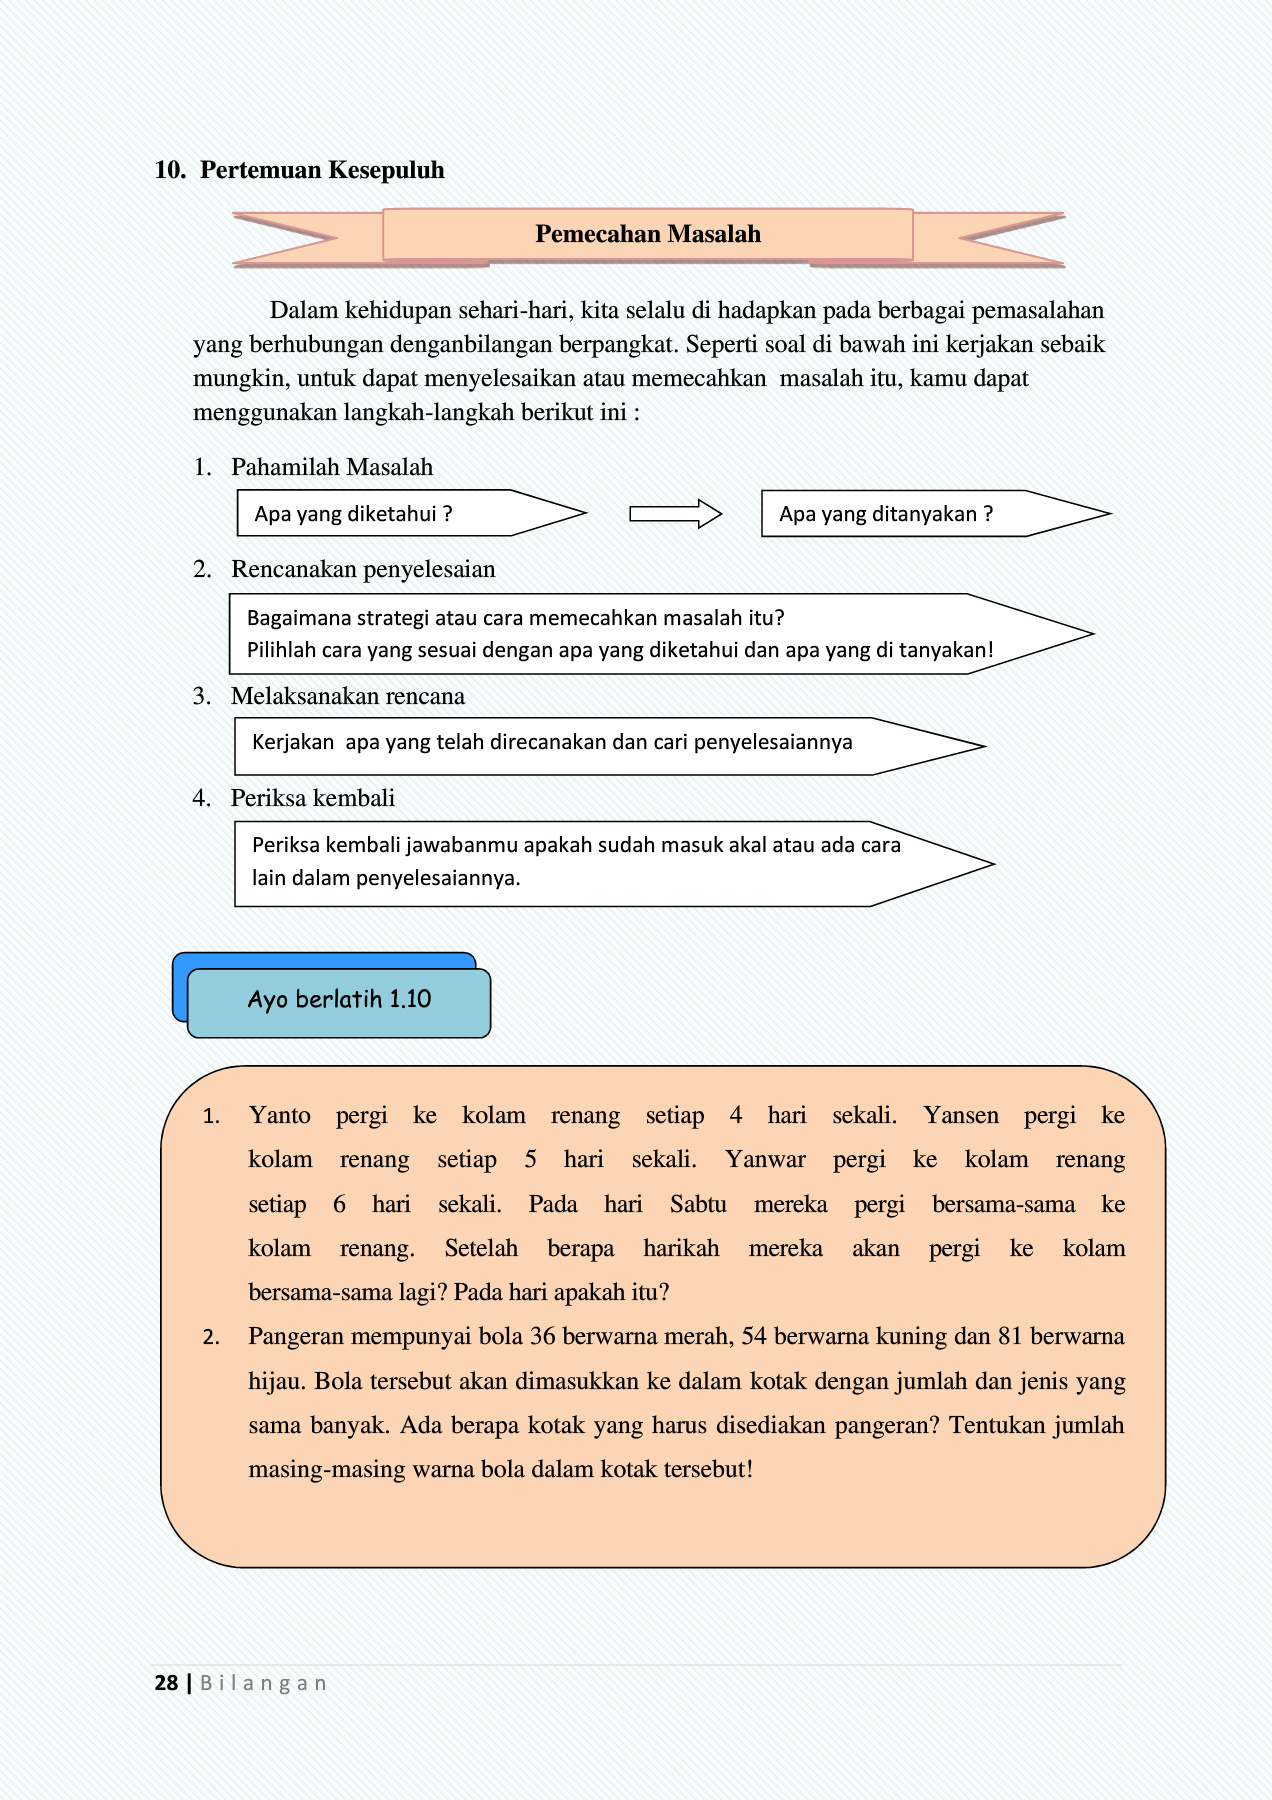 10. Pertemuan Kesepuluh
Pemecahan Masalah
Dalam kehidupan sehari-hari, kita selalu di hadapkan pada berbagai pemasalahan
yang berhubungan denganbilangan berpangkat. Seperti soal di bawah ini kerjakan sebaik
mungkin, untuk dapat menyelesaikan atau memecahkan masalah itu, kamu dapat
menggunakan langkah-langkah berikut ini :
1. Pahamilah Masalah
Apa yang diketahui ?
Apa yang ditanyakan ?
2. Rencanakan penyelesaian
Bagaimana strategi atau cara memecahkan masalah itu?
Pilihlah cara yang sesuai dengan apa yang diketahui dan apa yang di tanyakan!
3. Melaksanakan rencana
Kerjakan apa yang telah direcanakan dan cari penyelesaiannya
4. Periksa kembali
Periksa kembali jawabanmu apakah sudah masuk akal atau ada cara
lain dalam penyelesaiannya.
Ayo berlatih 1.10
1. Yanto pergi ke kolam renang setiap 4 hari sekali. Yansen pergi ke
kolam renang setiap 5 hari sekali. Yanwar pergi ke kolam renang
setiap 6 hari sekali. Pada hari Sabtu mereka pergi bersama-sama ke
kolam renang. Setelah berapa harikah mereka akan pergi ke kolam
bersama-sama lagi? Pada hari apakah itu?
2. Pangeran mempunyai bola 36 berwarna merah, 54 berwarna kuning dan 81 berwarna
hijau. Bola tersebut akan dimasukkan ke dalam kotak dengan jumlah dan jenis yang
sama banyak. Ada berapa kotak yang harus disediakan pangeran? Tentukan jumlah
masing-masing warna bola dalam kotak tersebut!
28 | Bilangan